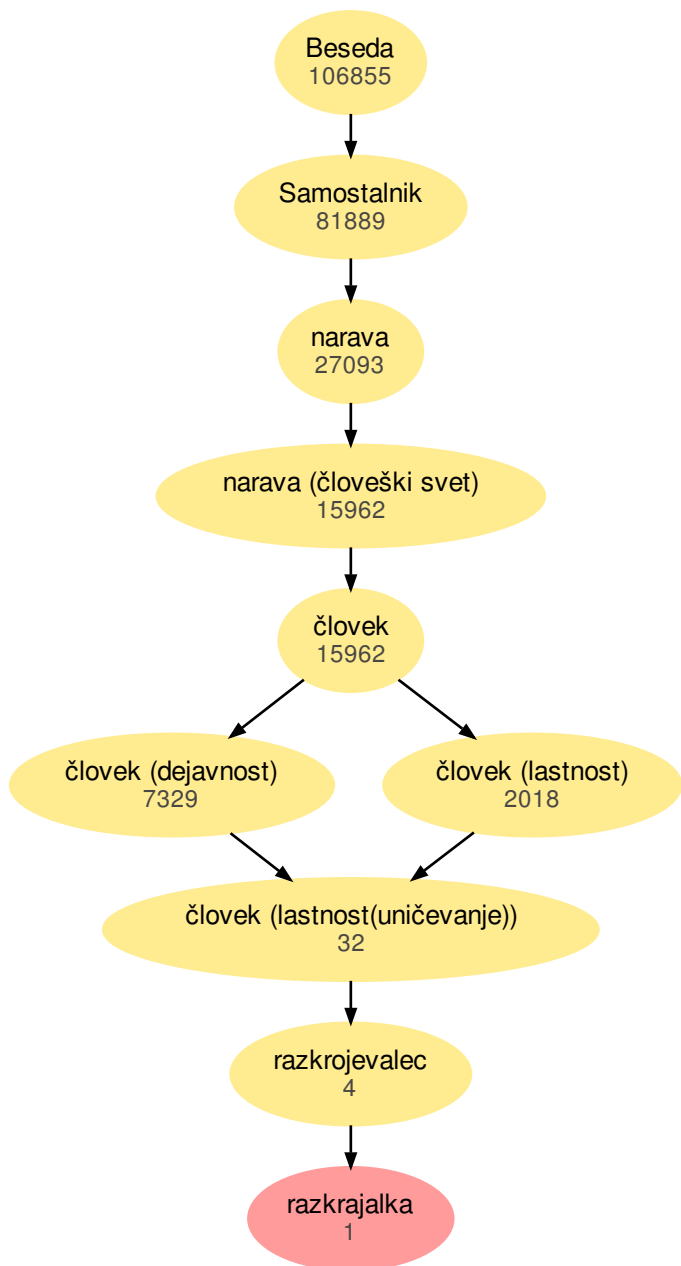 Beseda
106855
Samostalnik
81889
narava
27093
narava (človeški svet)
15962
človek
15962
človek (dejavnost)
7329
človek (lastnost)
2018
človek (lastnost(uničevanje))
32
razkrojevalec
4
razkrajalka
1